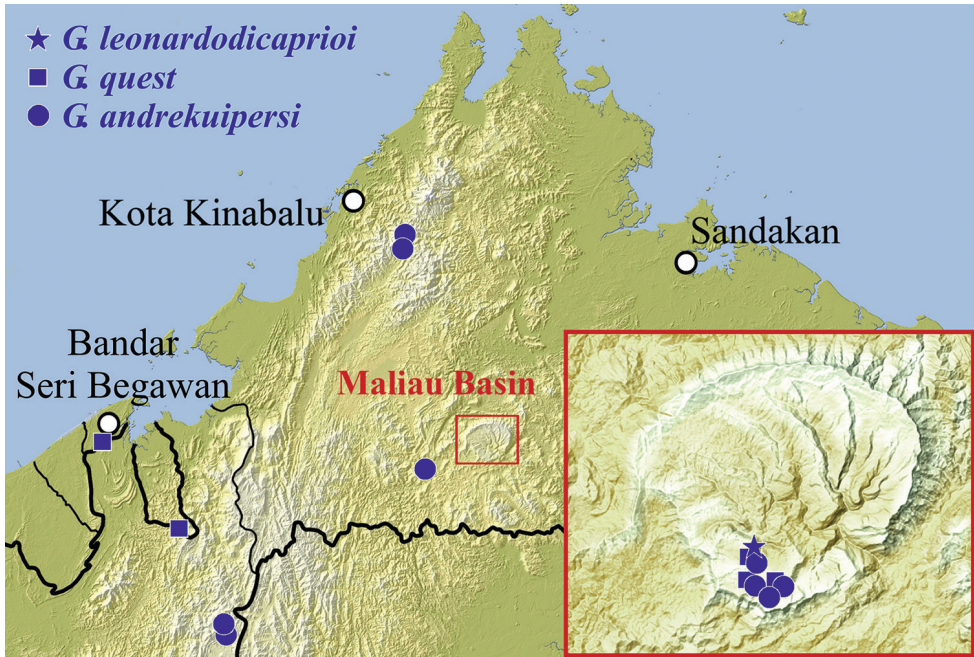 G. leonardodicaprioi
G. quest
G. andrekuipersi
Kota Kinabalu
Sandakan
Bandar
Seri Begawan
Maliau Basin